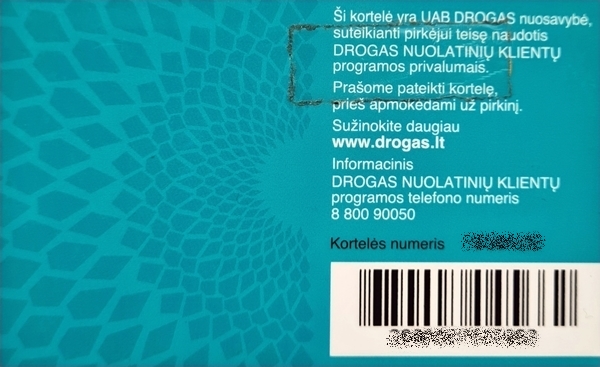 Ši kortelė yra UAB DROGAS nuosavybė,
suteikianti pirkėjui teisę naudotis
DROGAS NUOLATINIŲ KLIENTŲ
programos privalumais.
Prašome pateikti kortelę,
prieš apmokėdami už pirkinį.
Sužinokite daugiau
www.drogas.lt
Informacinis
DROGAS NUOLATINIŲ KLIENTŲ
programos telefono numeris
8 800 90050
Kortelės numeris